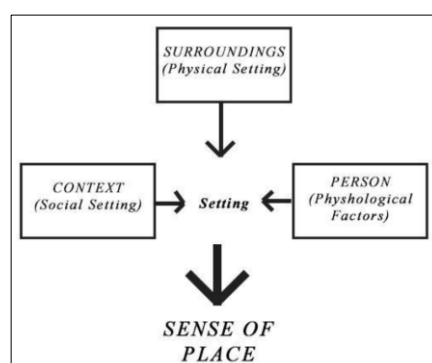 SURROUNDINGS
(Physical Setting)
CONTEXT
(Social Setting)
Setting
PERSON
(Physhological
Factors)
SENSE OF
PLACE